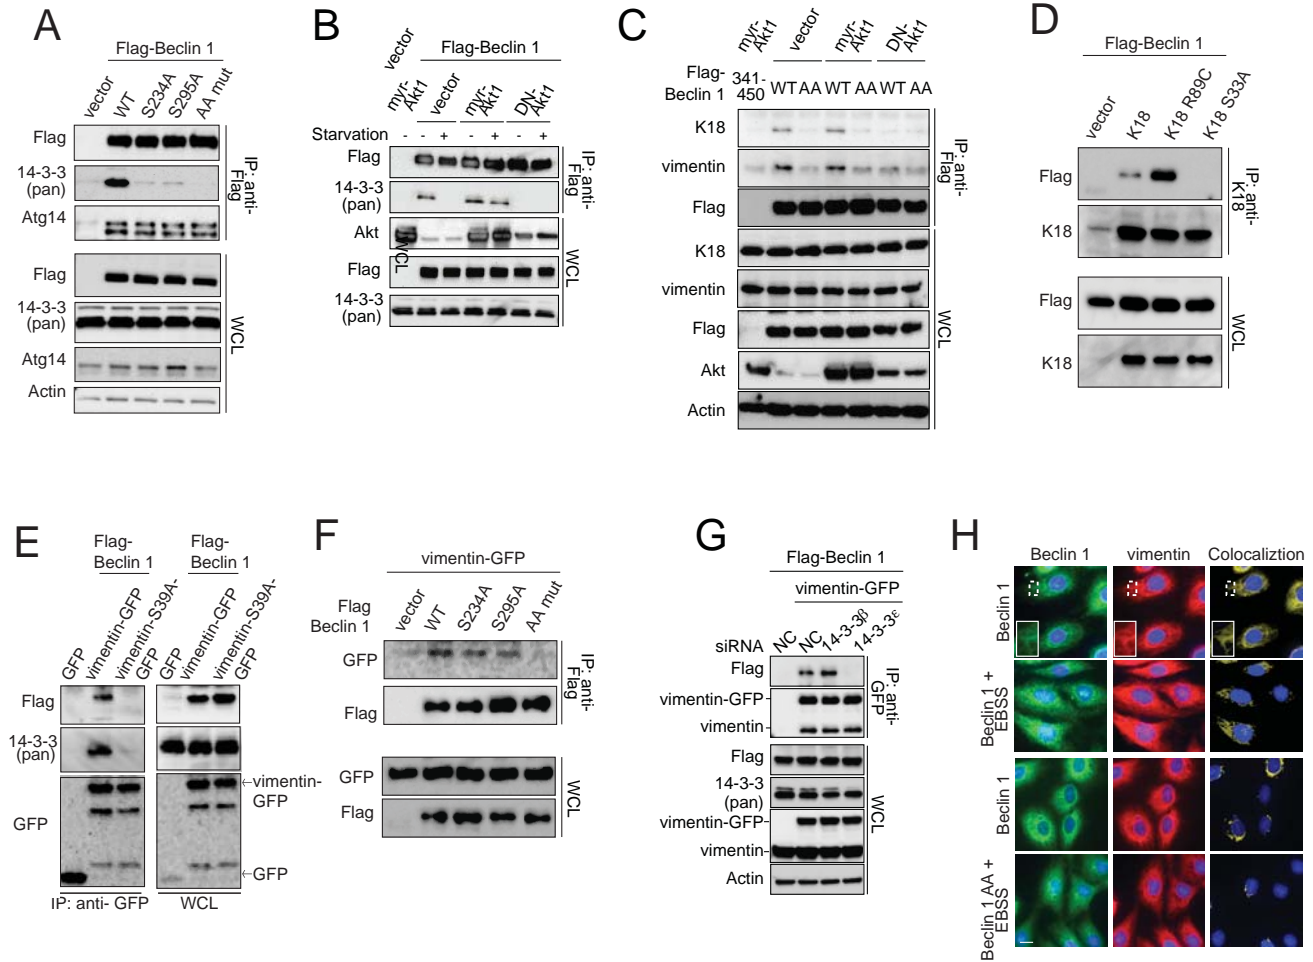 A
Flag-Beclin 1
vector
WT
S234A
S295A
AA mut
Flag
14-3-3
(pan)
Atg14
IP: anti-
Flag
Flag
14-3-3
(pan)
Atg14
Actin
WCL
B
vector
Flag-Beclin 1
myr-
Akt1
vector
myr-
Akt1
DN-
Akt1
Starvation - - + - + - +
Flag
14-3-3
(pan)
IP: anti-
Flag
Akt
WCL
Flag
14-3-3
(pan)
WCL
C
myr-
Akt1
vector
myr-
Akt1
DN-
Akt1
Flag-
Beclin 1
341-
450
WT AA WT AA WT AA
K18
vimentin
Flag
IP: anti-
Flag
K18
vimentin
Flag
Akt
Actin
WCL
D
Flag-Beclin 1
vector
K18
K18 R89C
K18 S33A
Flag
K18
IP: anti-
K18
Flag
K18
WCL
E
Flag-
Beclin 1
Flag-
Beclin 1
GFP
vimentin-GFP
vimentin-S39A-
GFP
GFP
vimentin-GFP
vimentin-S39A-
GFP
Flag
14-3-3
(pan)
GFP
←vimentin-
GFP
←GFP
IP: anti- GFP
WCL
F
vimentin-GFP
Flag
Beclin 1
vector
WT
S234A
S295A
AA mut
GFP
Flag
IP: anti-
Flag
GFP
Flag
WCL
G
Flag-Beclin 1
vimentin-GFP
siRNA
NC
NC
14-3-3β
14-3-3ε
Flag
vimentin-GFP-
vimentin-
IP: anti-
GFP
Flag
14-3-3
(pan)
vimentin-GFP-
vimentin-
Actin
WCL
H
Beclin 1 vimentin Colocaliztion
Beclin 1
Beclin 1 +
EBSS
Beclin 1
Beclin 1 AA +
EBSS